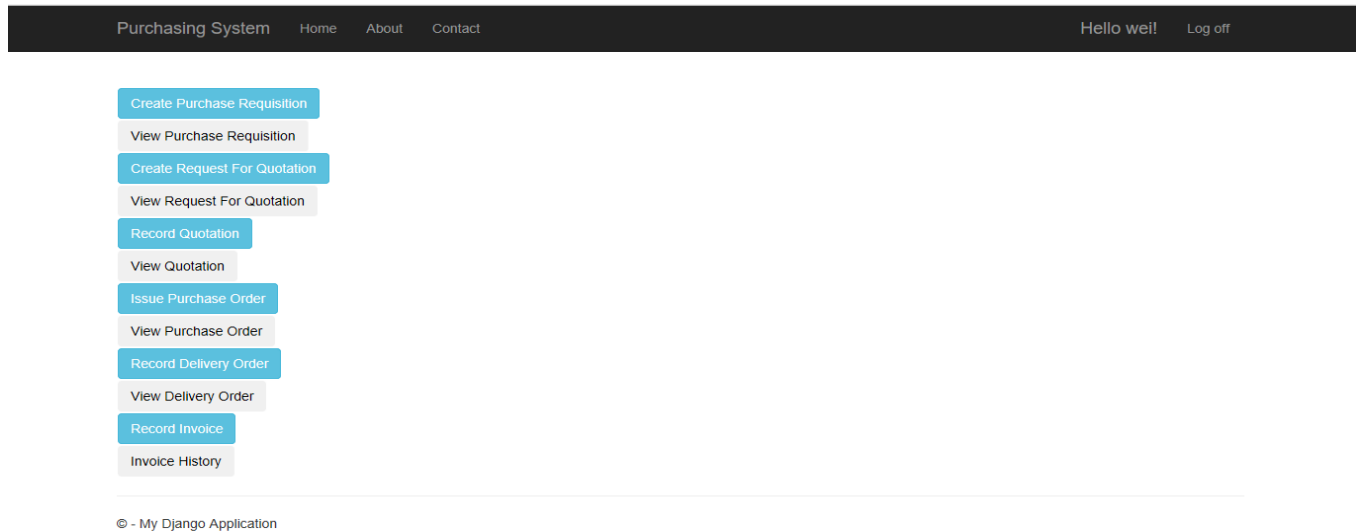 Purchasing System Home About Contact Hello wei! Log off
Create Purchase Requisition
View Purchase Requisition
Create Request For Quotation
View Request For Quotation
Record Quotation
View Quotation
Issue Purchase Order
View Purchase Order
Record Delivery Order
View Delivery Order
Record Invoice
Invoice History
© - My Django Application